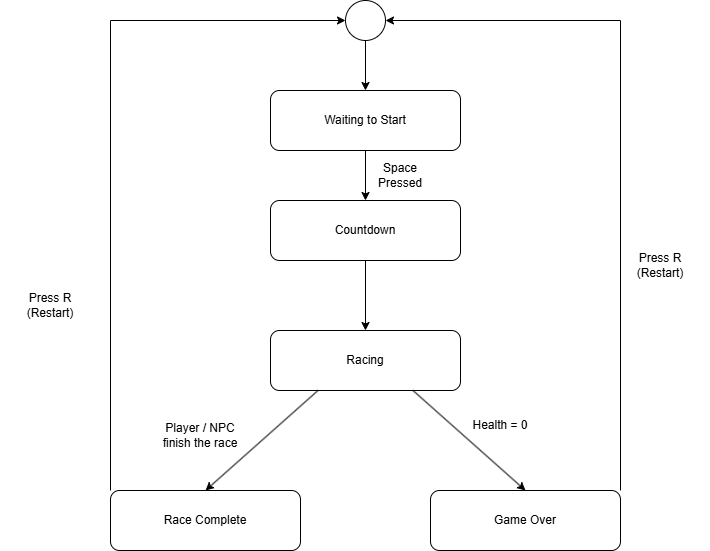 Waiting to Start
Space
Pressed
Countdown
Press R
(Restart)
Press R
(Restart)
Racing
Player / NPC
finish the race
Health = 0
Race Complete
Game Over